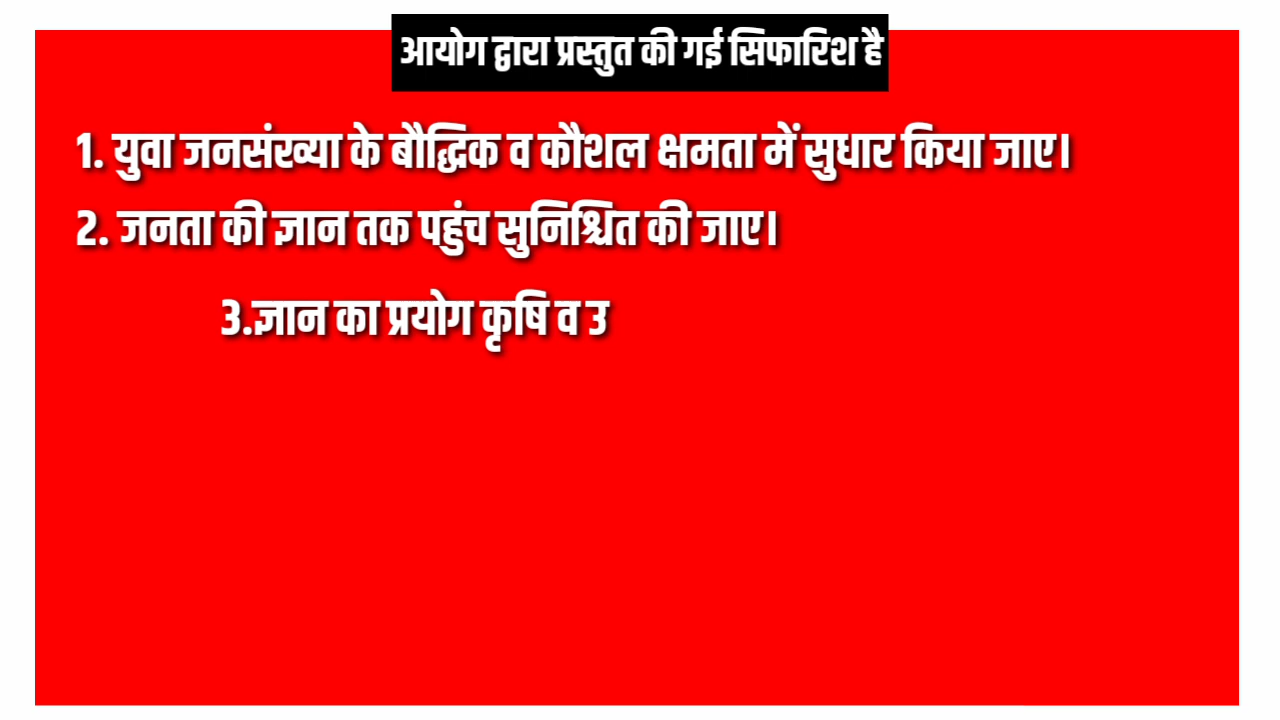 आयोग द्वारा प्रस्तुत की गई सिफारिश है
1. युवा जनसंख्या के बौद्धिक व कौशल क्षमता में सुधार किया जाए।
2. जनता की ज्ञान तक पहुंच सुनिश्चित की जाए।
3.ज्ञान का प्रयोग कृषि व उ